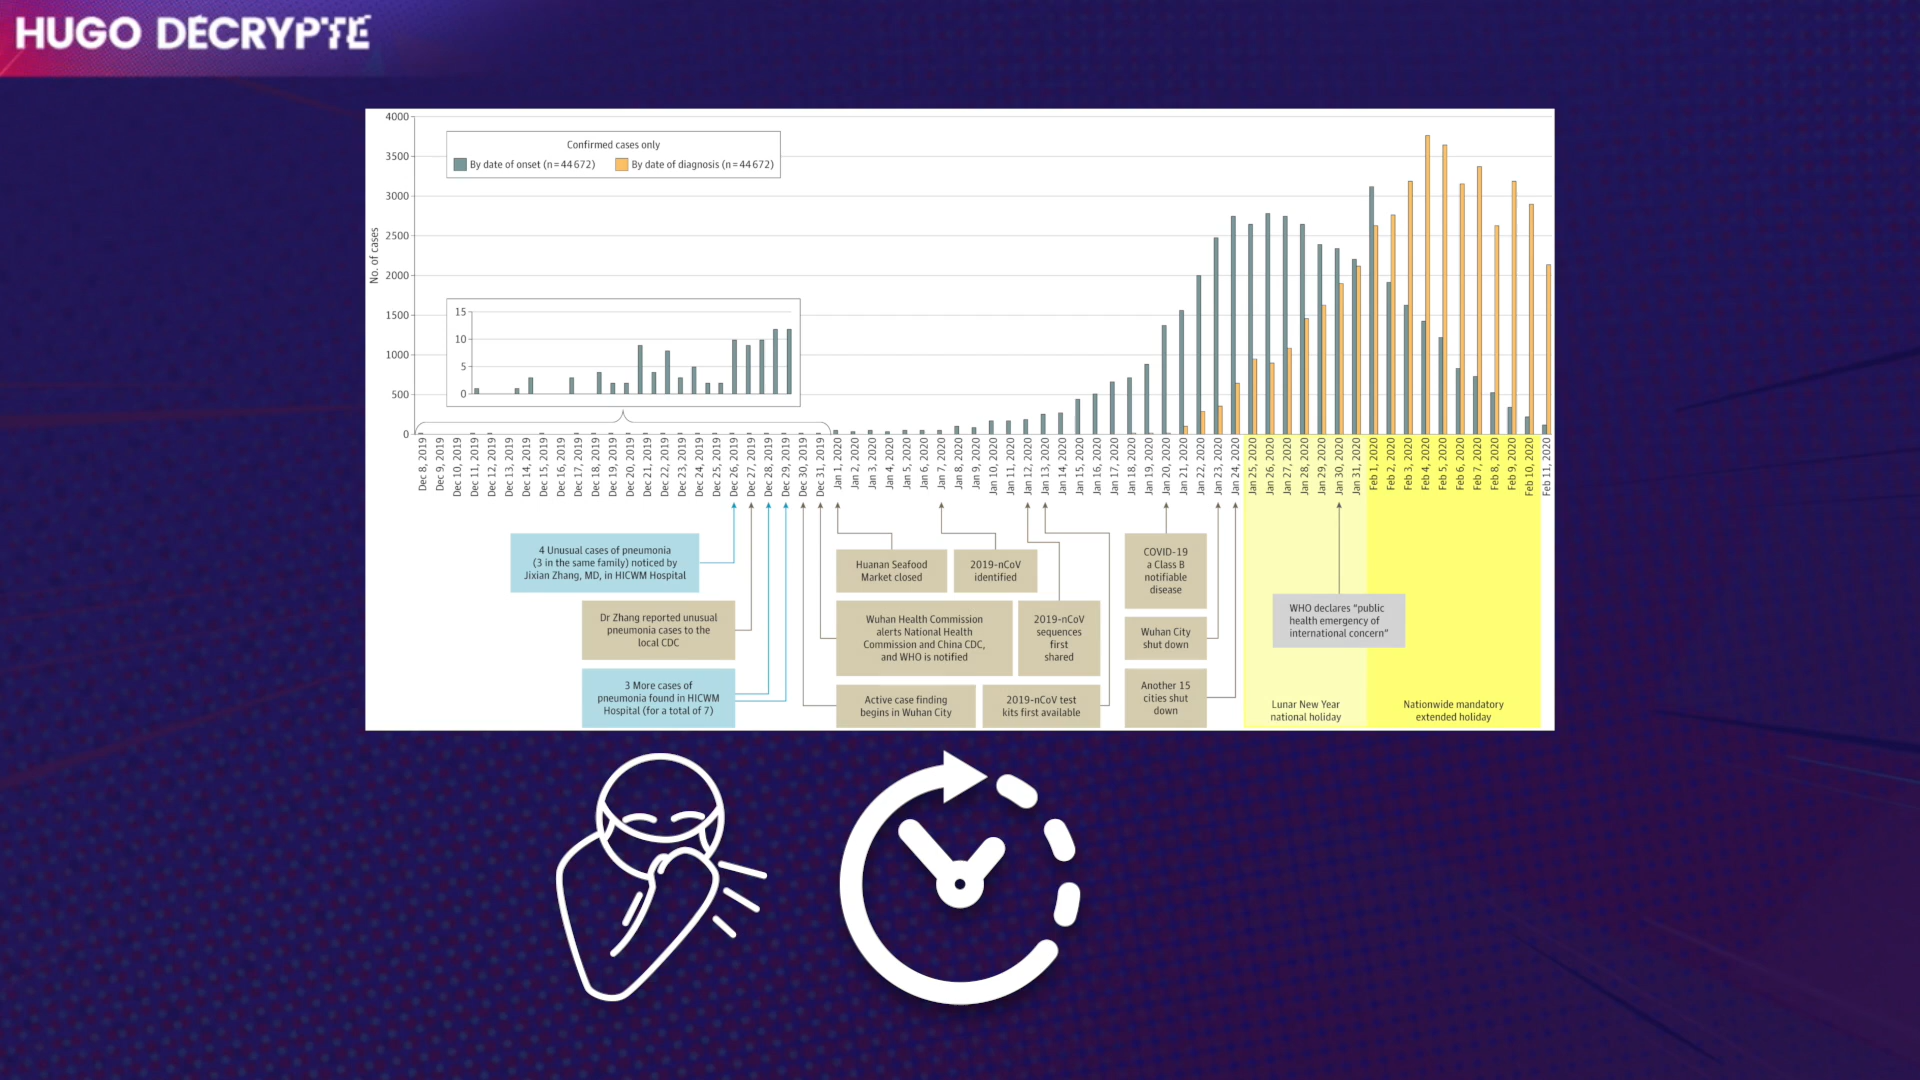 HUGO DÉCRYPTE
4000
3500
3000
2500
2000
1500
1000
500
0
No. of cases
Confirmed cases only
By date of onset (n=44672)
By date of diagnosis (n=44672)
15
10
5
0
Dec 8, 2019
Dec 9, 2019
Dec 10, 2019
Dec 11, 2019
Dec 12, 2019
Dec 13, 2019
Dec 14, 2019
Dec 15, 2019
Dec 16, 2019
Dec 17, 2019
Dec 18, 2019
Dec 19, 2019
Dec 20, 2019
Dec 21, 2019
Dec 22, 2019
Dec 23, 2019
Dec 24, 2019
Dec 25, 2019
Dec 26, 2019
Dec 27, 2019
Dec 28, 2019
Dec 29, 2019
Dec 30, 2019
Dec 31, 2019
Jan 1, 2020
Jan 2, 2020
Jan 3, 2020
Jan 4, 2020
Jan 5, 2020
Jan 6, 2020
Jan 7, 2020
Jan 8, 2020
Jan 9, 2020
Jan 10, 2020
Jan 11, 2020
Jan 12, 2020
Jan 13, 2020
Jan 14, 2020
Jan 15, 2020
Jan 16, 2020
Jan 17, 2020
Jan 18, 2020
Jan 19, 2020
Jan 20, 2020
Jan 21, 2020
Jan 22, 2020
Jan 23, 2020
Jan 24, 2020
Jan 25, 2020
Jan 26, 2020
Jan 27, 2020
Jan 28, 2020
Jan 29, 2020
Jan 30, 2020
Jan 31, 2020
Feb 1, 2020
Feb 2, 2020
Feb 3, 2020
Feb 4, 2020
Feb 5, 2020
Feb 6, 2020
Feb 7, 2020
Feb 8, 2020
Feb 9, 2020
Feb 10, 2020
Feb 11, 2020
4 Unusual cases of pneumonia
(3 in the same family) noticed by
Jixian Zhang, MD, in HICWM Hospital
Dr Zhang reported unusual
pneumonia cases to the
local CDC
3 More cases of
pneumonia found in HICWM
Hospital (for a total of 7)
Huanan Seafood
Market closed
2019-nCoV
identified
Wuhan Health Commission
alerts National Health
Commission and China CDC,
and WHO is notified
2019-nCoV
sequences
first
shared
Active case finding
begins in Wuhan City
2019-nCoV test
kits first available
COVID-19
a Class B
notifiable
disease
Wuhan City
shut down
Another 15
cities shut
down
WHO declares "public
health emergency of
international concern"
Lunar New Year
national holiday
Nationwide mandatory
extended holiday